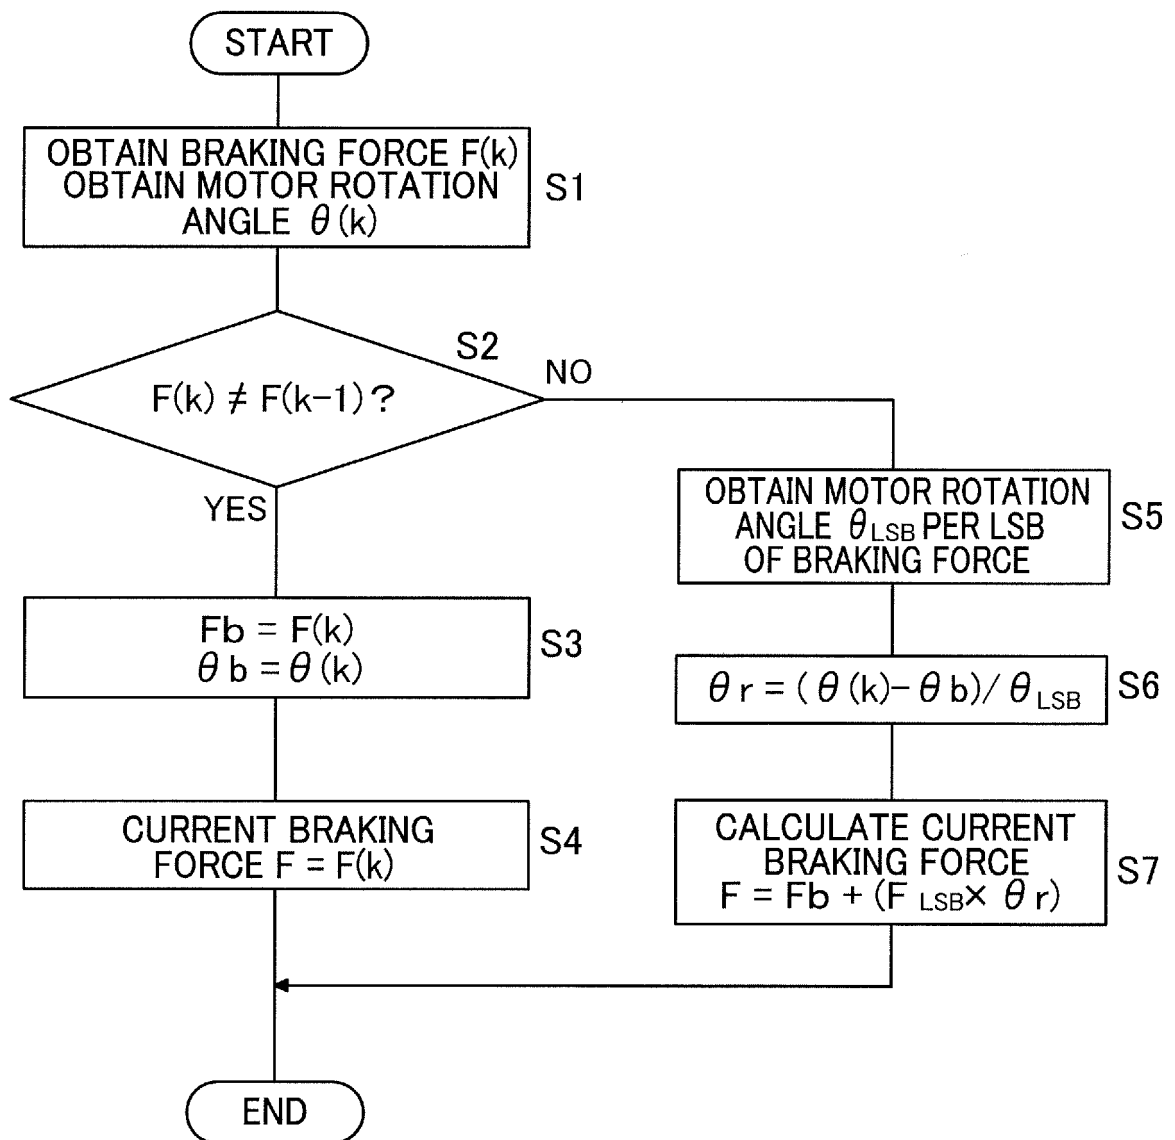 START
OBTAIN BRAKING FORCE F(k)
OBTAIN MOTOR ROTATION
ANGLE θ(k)
S1
S2
F(k) ≠ F(k-1)?
NO
YES
Fb = F(k)
θb = θ(k)
S3
CURRENT BRAKING
FORCE F = F(k)
S4
OBTAIN MOTOR ROTATION
ANGLE θLSB PER LSB
OF BRAKING FORCE
S5
θr = (θ(k)-θb)/θLSB
S6
CALCULATE CURRENT
BRAKING FORCE
F = Fb + (F LSB× θr)
S7
END